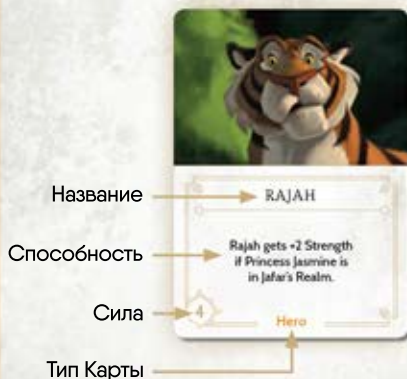 Название
RAJAH
Способность
Rajah gets +2 Strength
if Princess Jasmine is
in Jafar's Realm.
Сила
4
Hero
Тип Карты